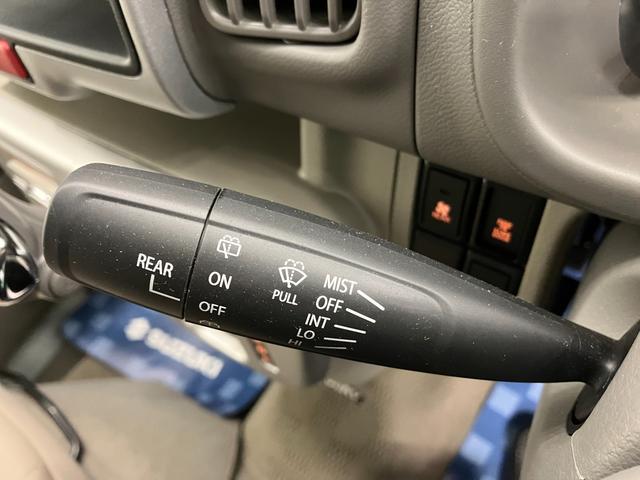 REAR
ON
OFF
PULL
MIST
OFF
INT
LO
HI
SUZUKI